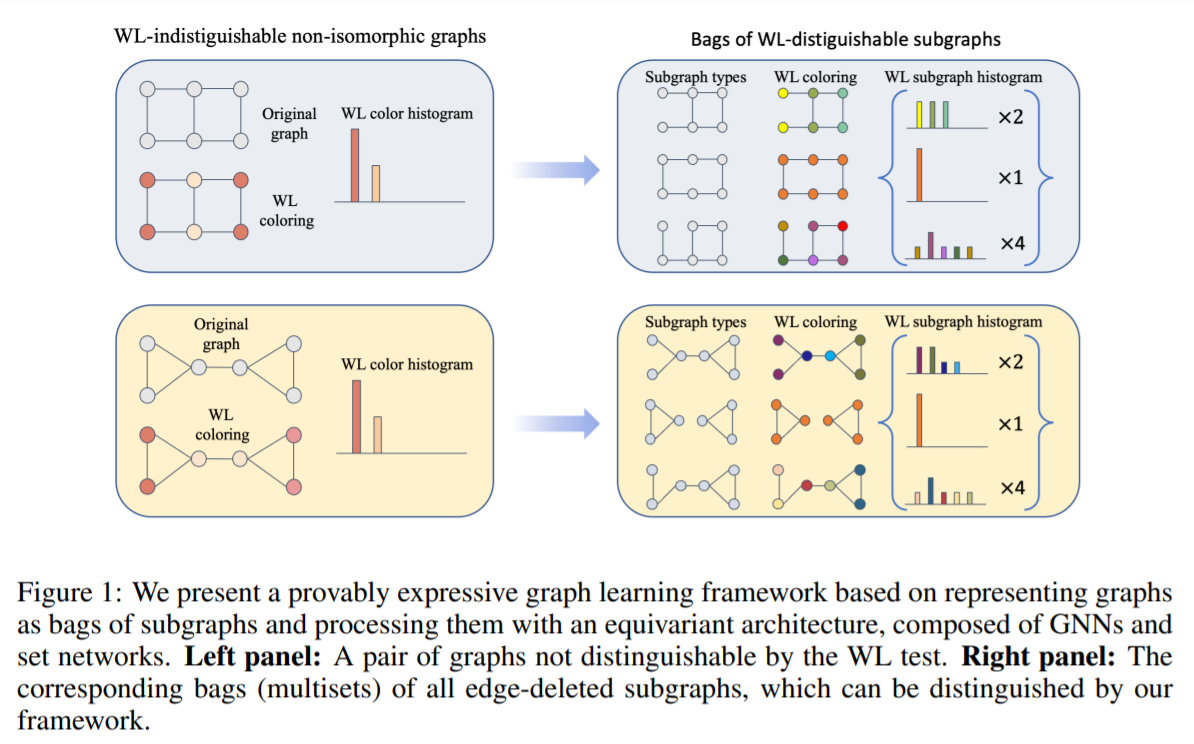 WL-indistiguishable non-isomorphic graphs
Original
graph
WL color histogram
WL
coloring
Bags of WL-distiguishable subgraphs
Subgraph types
WL coloring
WL subgraph histogram
×2
×1
×4
Original
graph
WL color histogram
WL
coloring
Subgraph types
WL coloring
WL subgraph histogram
×2
×1
×4
Figure 1: We present a provably expressive graph learning framework based on representing graphs
as bags of subgraphs and processing them with an equivariant architecture, composed of GNNs and
set networks. Left panel: A pair of graphs not distinguishable by the WL test. Right panel: The
corresponding bags (multisets) of all edge-deleted subgraphs, which can be distinguished by our
framework.